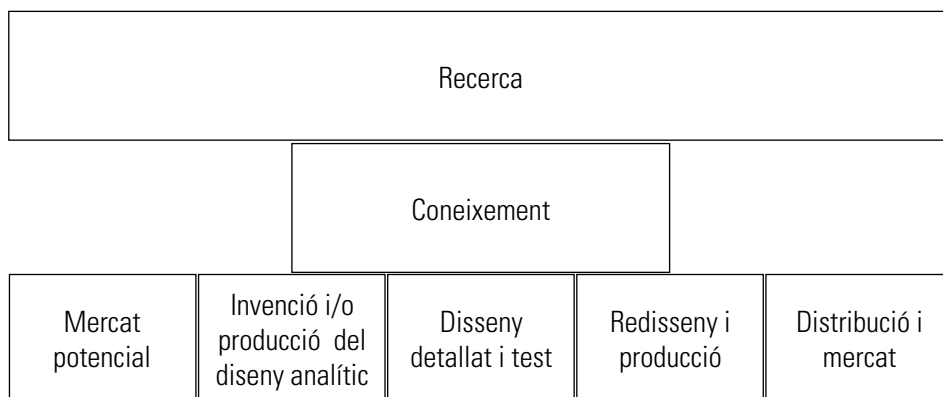 Recerca
Coneixement
Mercat
potencial
Invenció i/o
producció del
diseny analític
Disseny
detallat i test
Redisseny i
producció
Distribució i
mercat